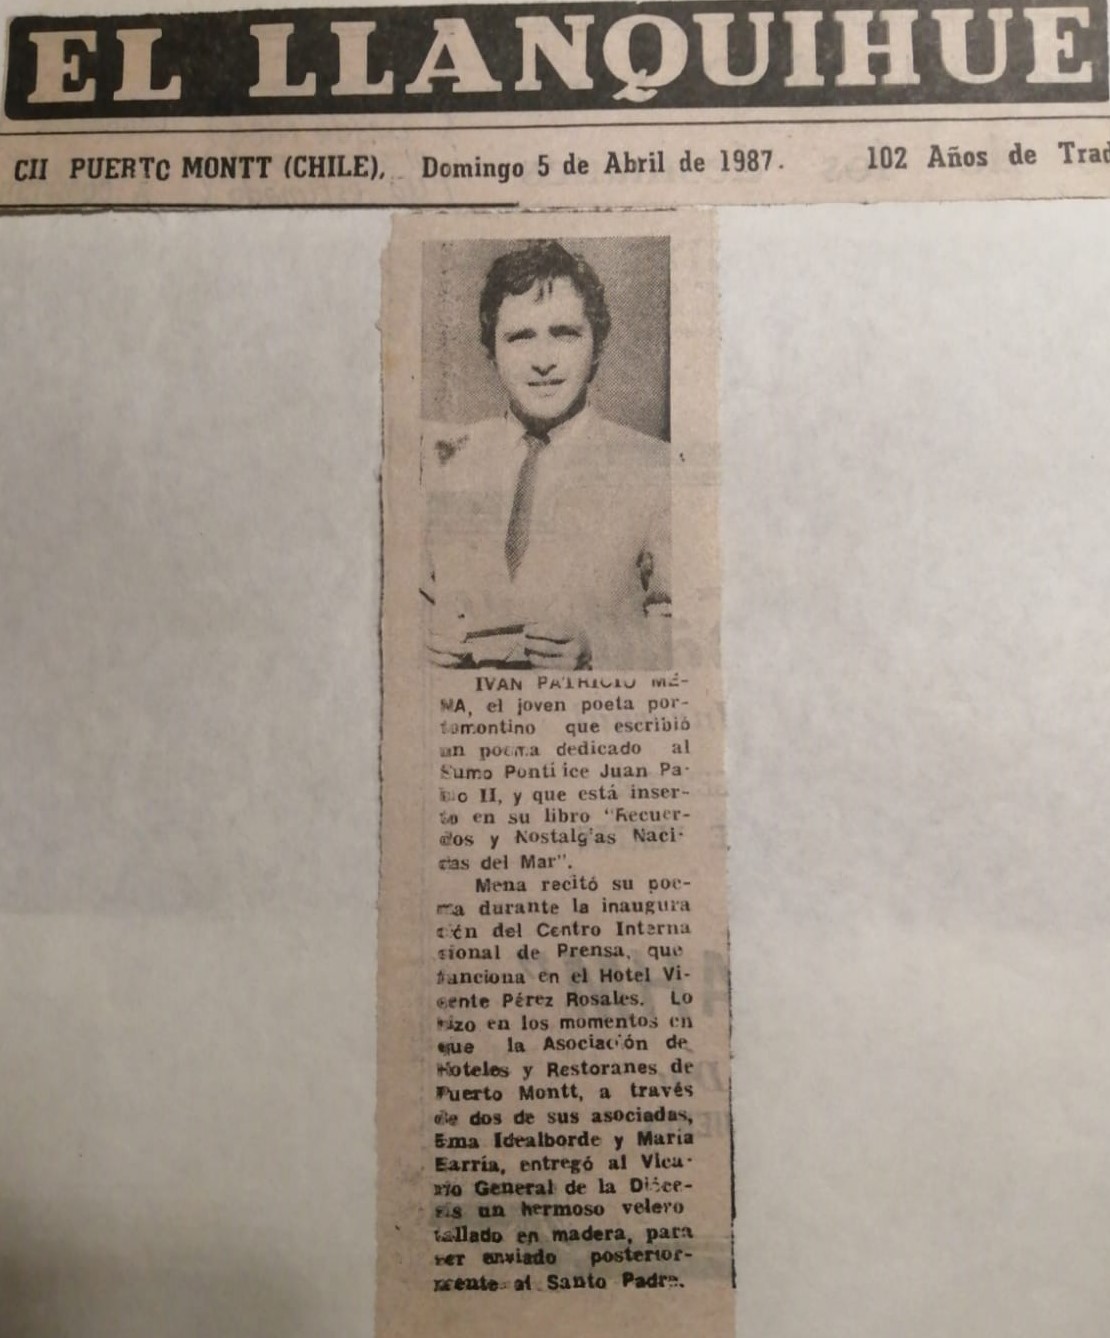 EL LLANQUIHUE
CII PUERTO MONTT (CHILE), Domingo 5 de Abril de 1987. 102 Años de Trad
IVAN PATRICIO ME-
NA, el joven poeta por-
tomontino que escribió
un poema dedicado al
Sumo Pontifice Juan Pa-
blo II, y que está inser-
to en su libro "Recuer-
dos y Nostalgias Naci-
das del Mar".
Mena recitó su poe-
ma durante la inaugura
ción del Centro Interna
cional de Prensa, que
funciona en el Hotel Vi-
cente Pérez Rosales. Lo
hizo en los momentos en
que la Asociación de
Hoteles y Restoranes de
Puerto Montt, a través
de dos de sus asociadas,
Ema Idealborde y María
Barría, entregó al Vica-
rio General de la Dióce-
sis un hermoso velero
tallado en madera, para
ser enviado posterior-
mente al Santo Padre.